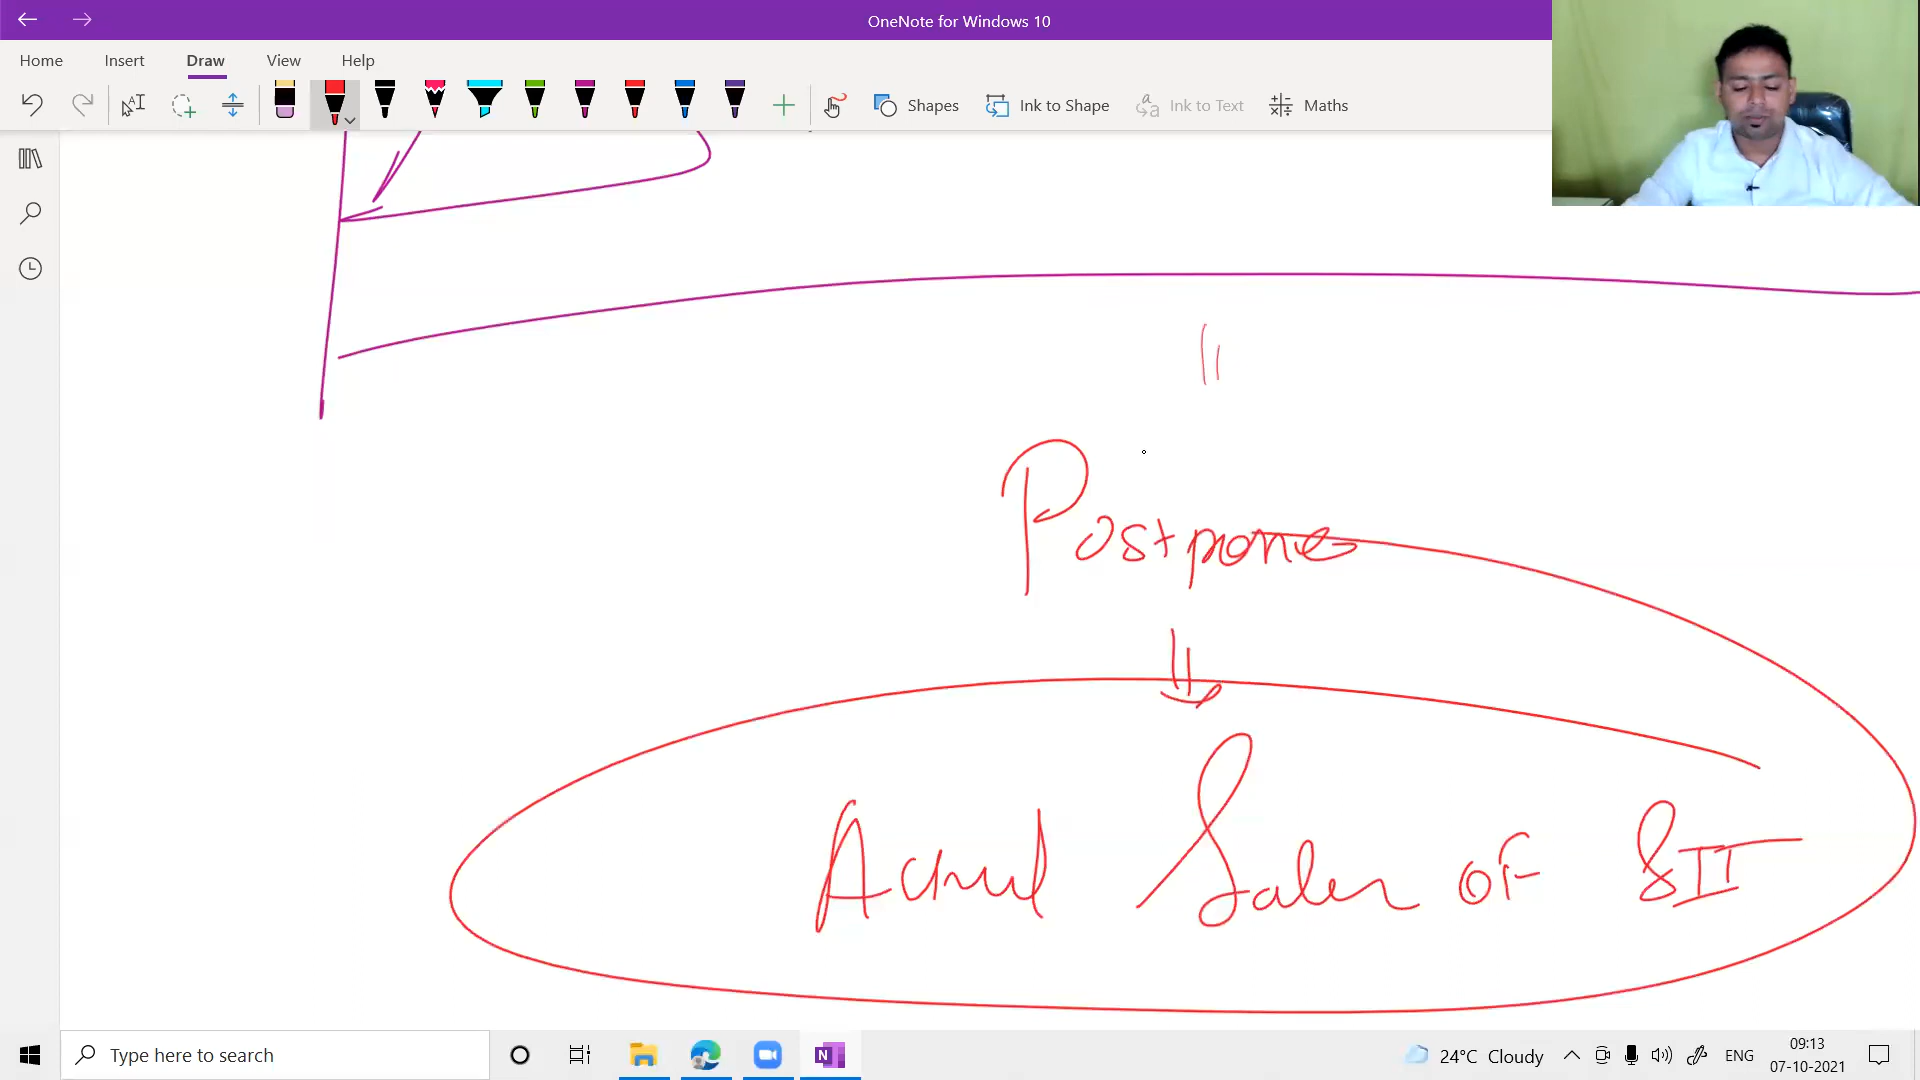 OneNote for Windows 10
Home Insert Draw View Help
Shapes Ink to Shape Ink to Text Maths
Postpone
Actual Sales of SIT
Type here to search
24°C Cloudy ENG 09:13
07-10-2021